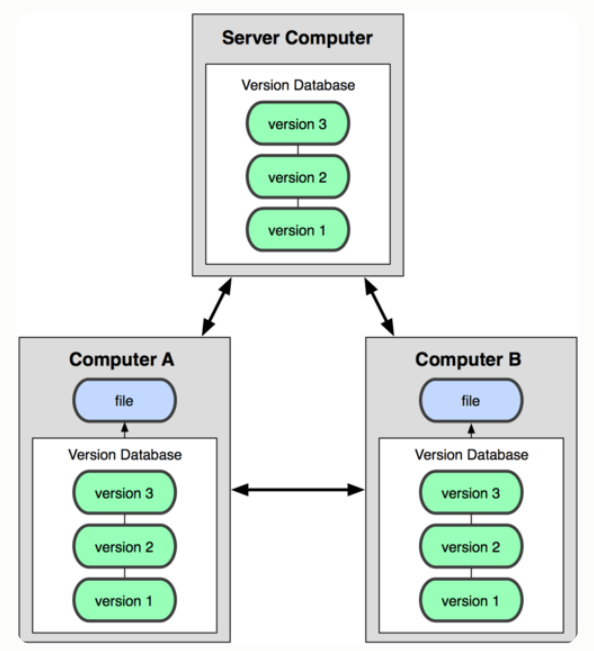 Server Computer
Version Database
version 3
version 2
version 1
Computer A
file
Version Database
version 3
version 2
version 1
Computer B
file
Version Database
version 3
version 2
version 1